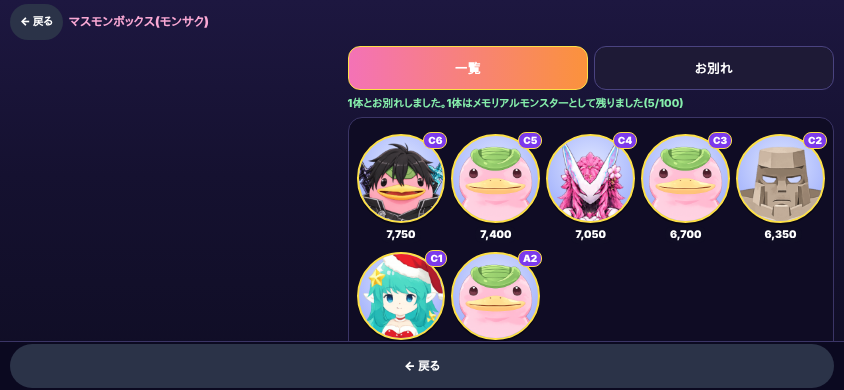 ← 戻る マスモンボックス(モンサク)
一覧 お別れ
1体とお別れしました。1体はメモリアルモンスターとして残りました(5/100)
C6 C5 C4 C3 C2
7,750 7,400 7,050 6,700 6,350
C1 A2
← 戻る